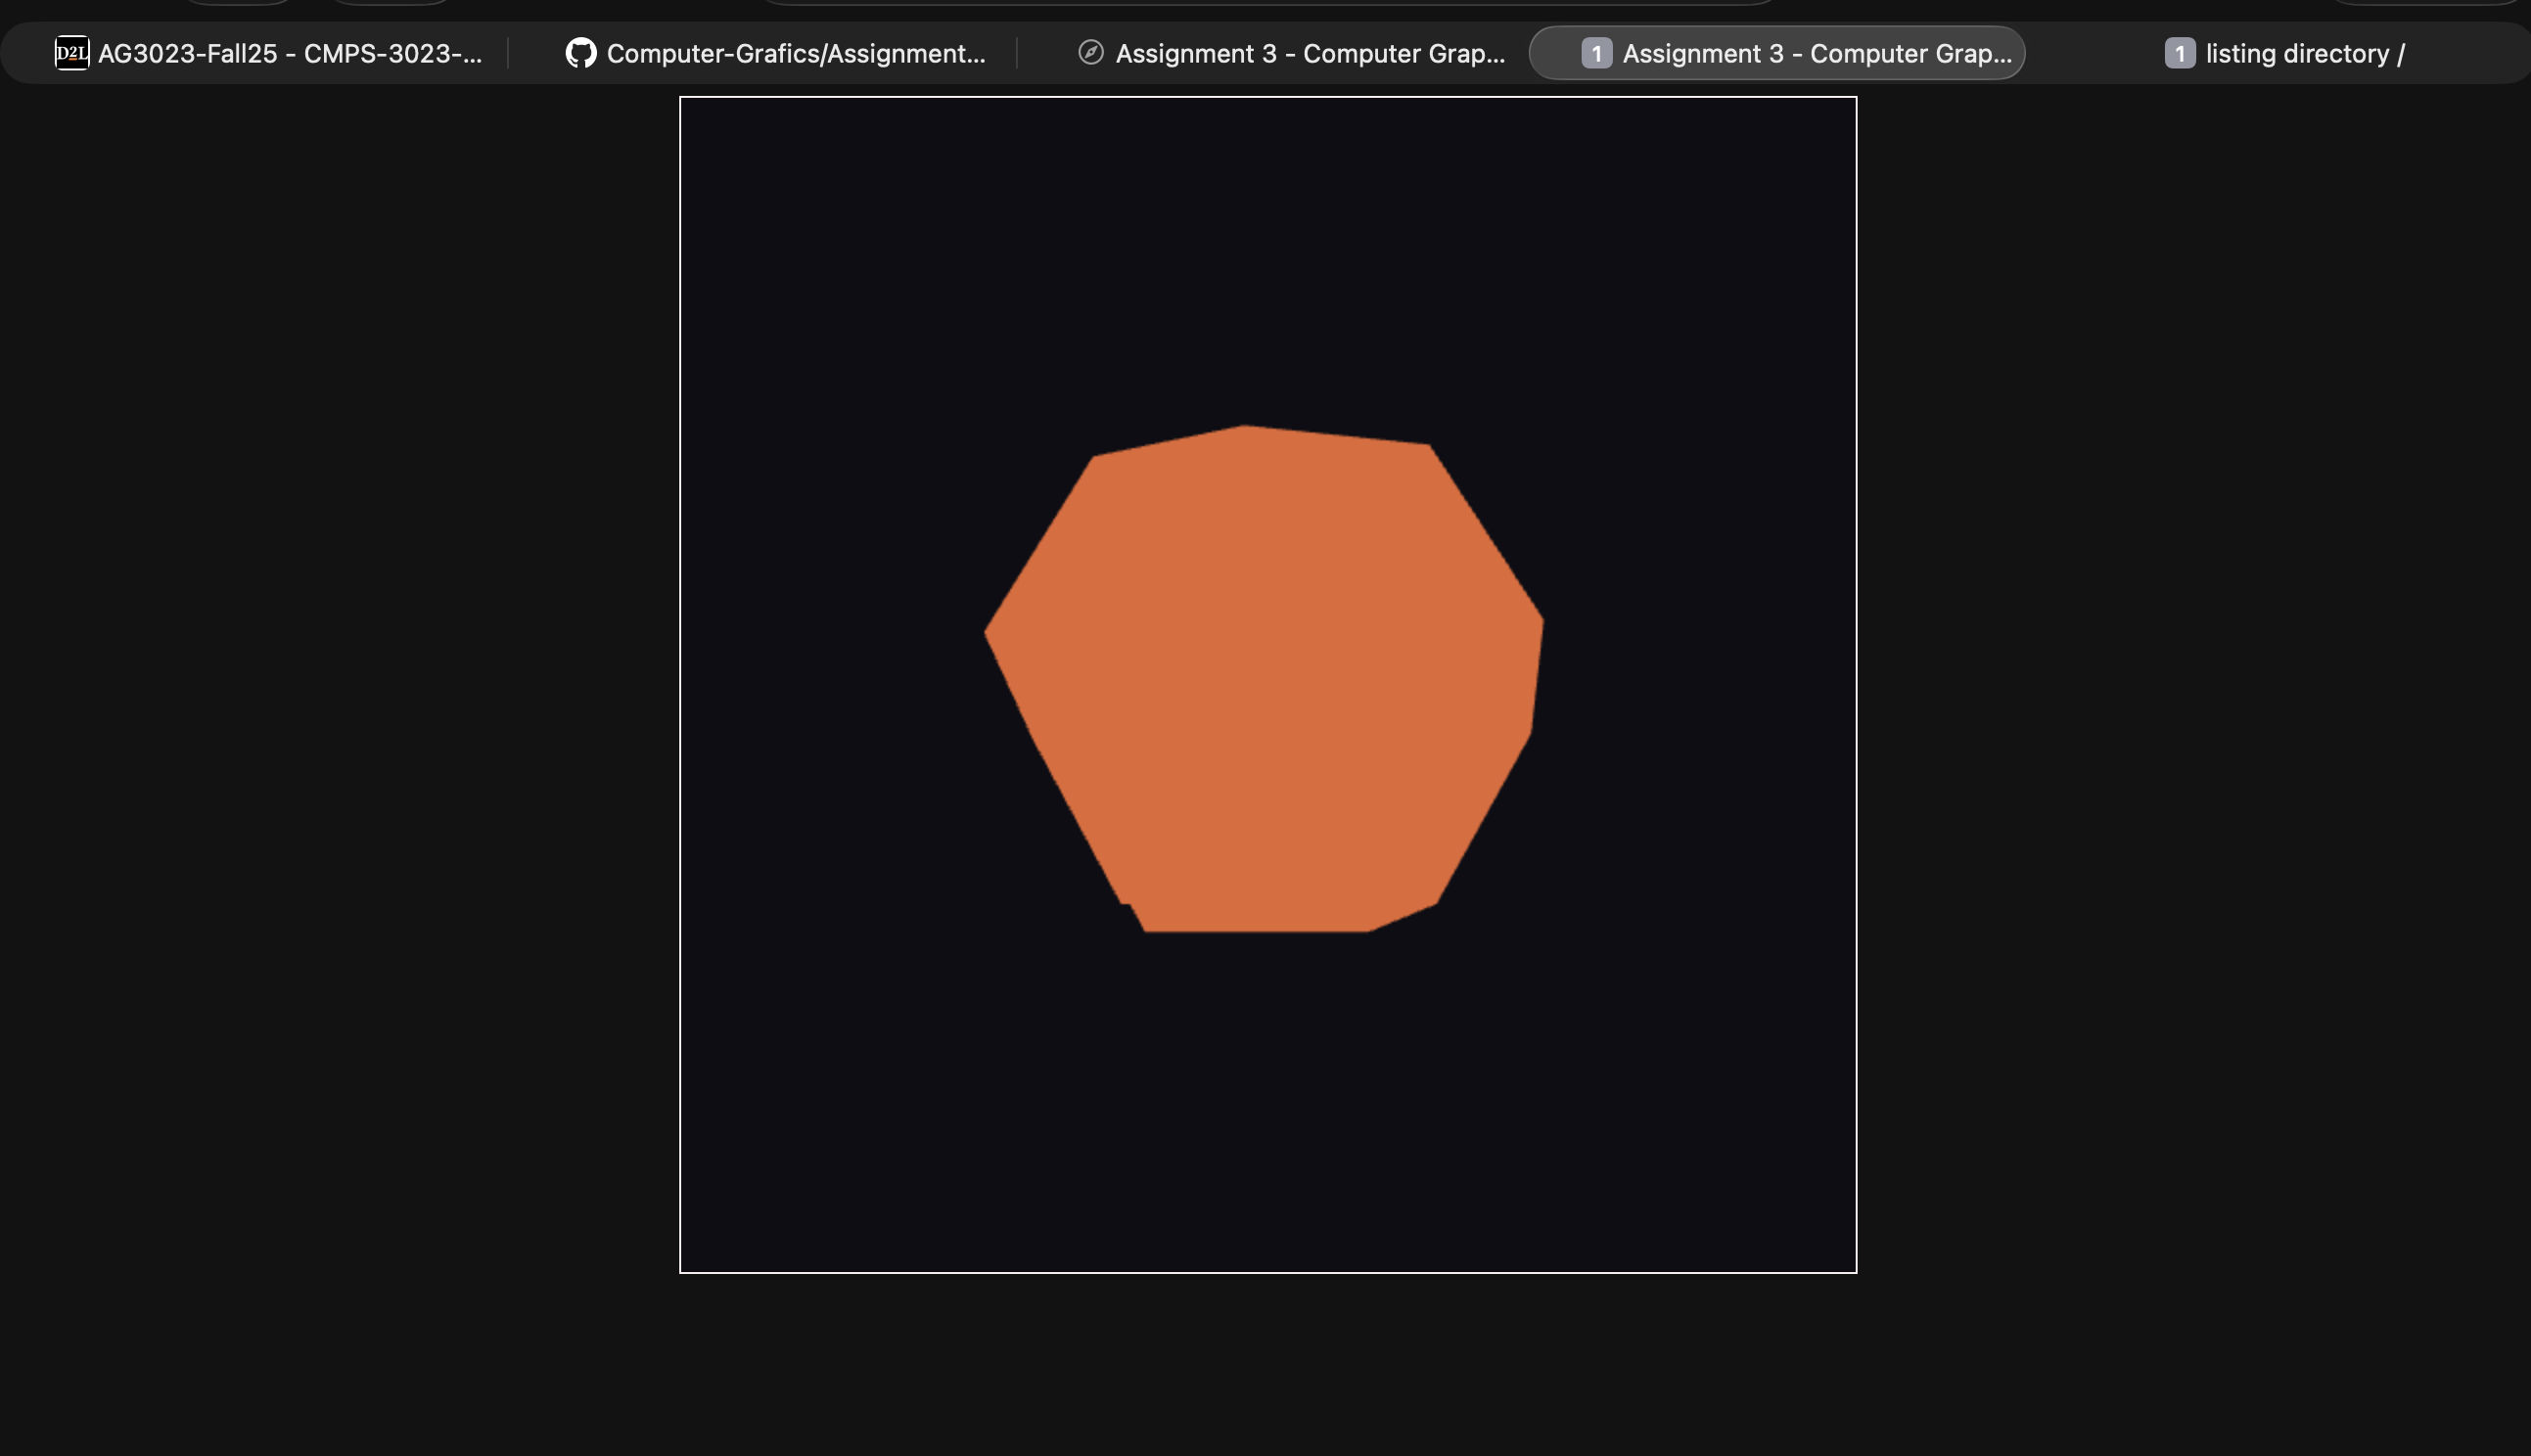 D2L AG3023-Fall25 - CMPS-3023-... Computer-Grafics/Assignment... Assignment 3 - Computer Grap... 1 Assignment 3 - Computer Grap... 1 listing directory /